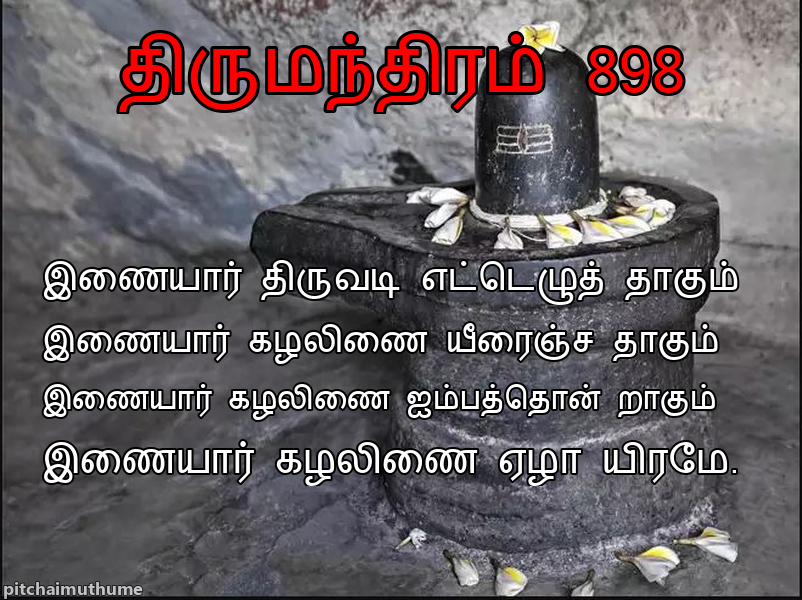 திருமந்திரம் 898
இணையார் திருவடி எட்டெழுத் தாகும்
இணையார் கழலிணை யீரைஞ்ச தாகும்
இணையார் கழலிணை ஐம்பத்தொன் றாகும்
இணையார் கழலிணை ஏழா யிரமே.
pitchaimuthume